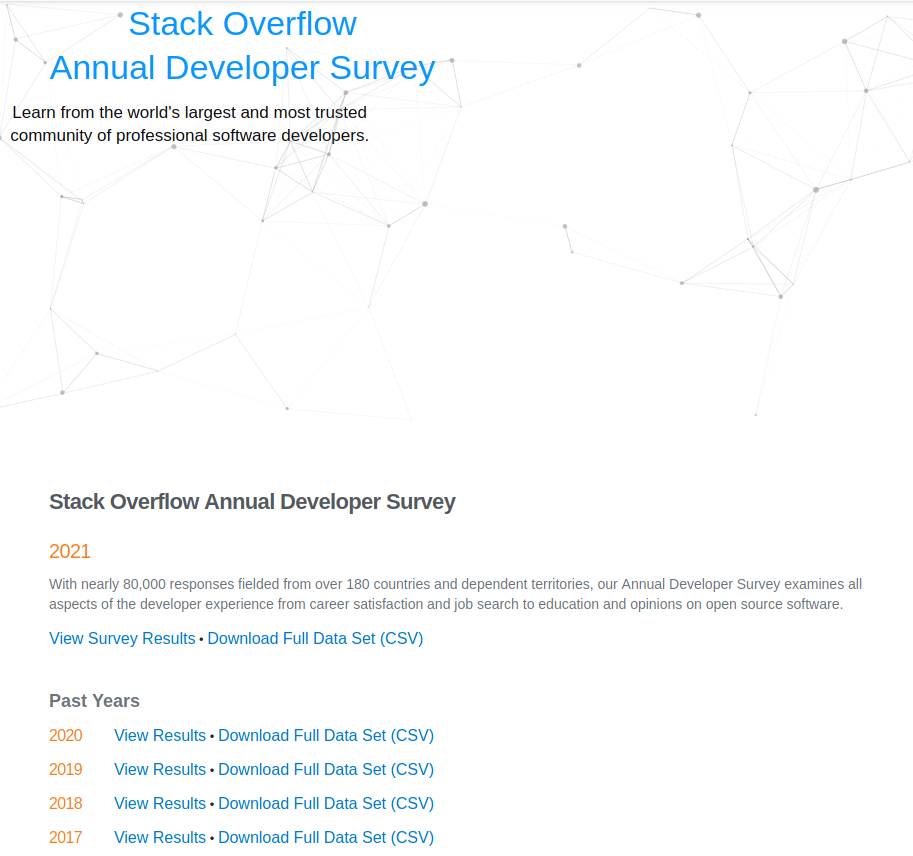 Stack Overflow
Annual Developer Survey
Learn from the world's largest and most trusted
community of professional software developers.
Stack Overflow Annual Developer Survey
2021
With nearly 80,000 responses fielded from over 180 countries and dependent territories, our Annual Developer Survey examines all
aspects of the developer experience from career satisfaction and job search to education and opinions on open source software.
View Survey Results • Download Full Data Set (CSV)
Past Years
2020 View Results • Download Full Data Set (CSV)
2019 View Results • Download Full Data Set (CSV)
2018 View Results • Download Full Data Set (CSV)
2017 View Results • Download Full Data Set (CSV)